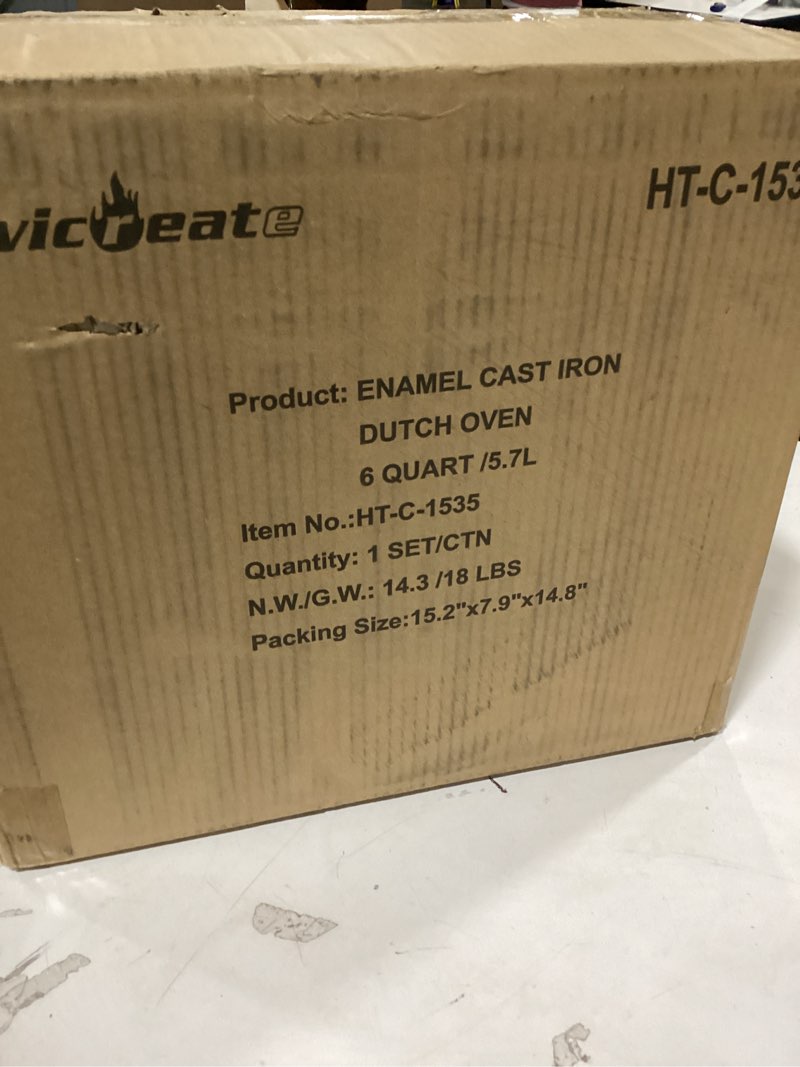 vicreate
HT-C-153
Product: ENAMEL CAST IRON
DUTCH OVEN
6 QUART /5.7L
Item No.:HT-C-1535
Quantity: 1 SET/CTN
N.W./G.W.: 14.3 /18 LBS
Packing Size:15.2"x7.9"x14.8"